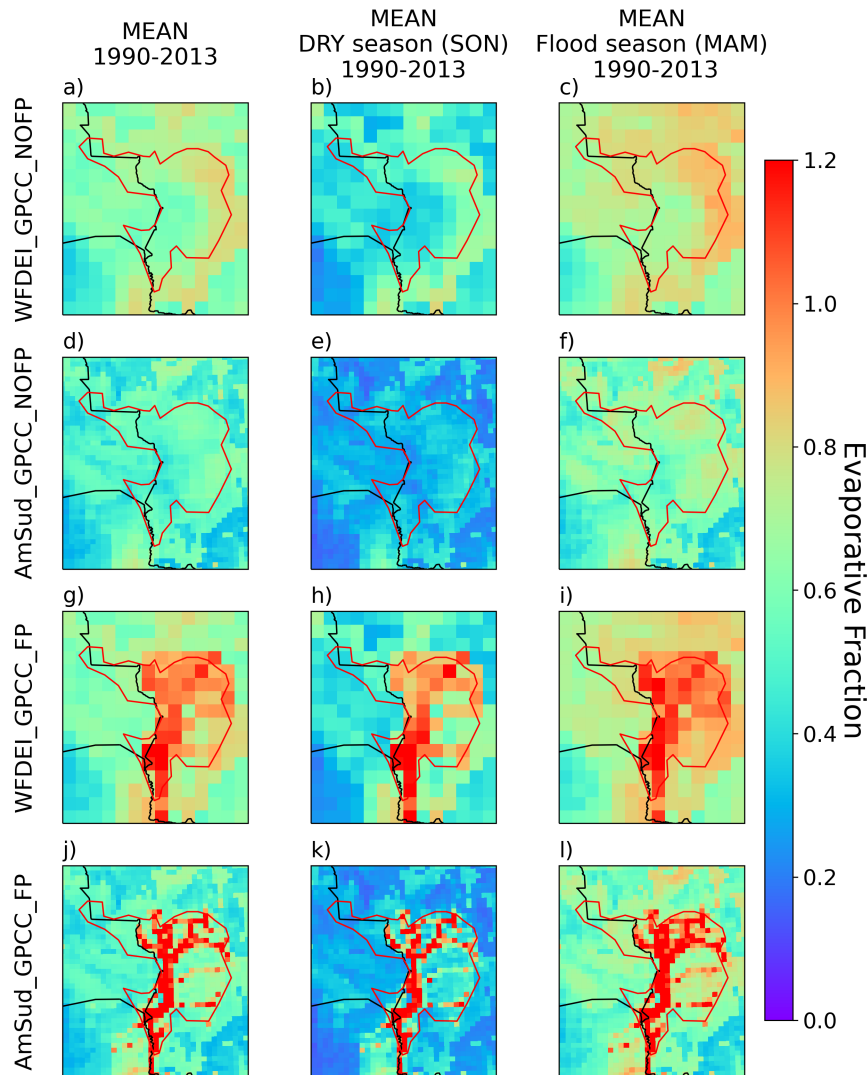 MEAN
1990-2013
MEAN
DRY season (SON)
1990-2013
MEAN
Flood season (MAM)
1990-2013
WFDEI_GPCC_NOFP
a)
b)
c)
AmSud_GPCC_NOFP
d)
e)
f)
WFDEI_GPCC_FP
g)
h)
i)
AmSud_GPCC_FP
j)
k)
l)
1.2
1.0
0.8
0.6
0.4
0.2
0.0
Evaporative Fraction